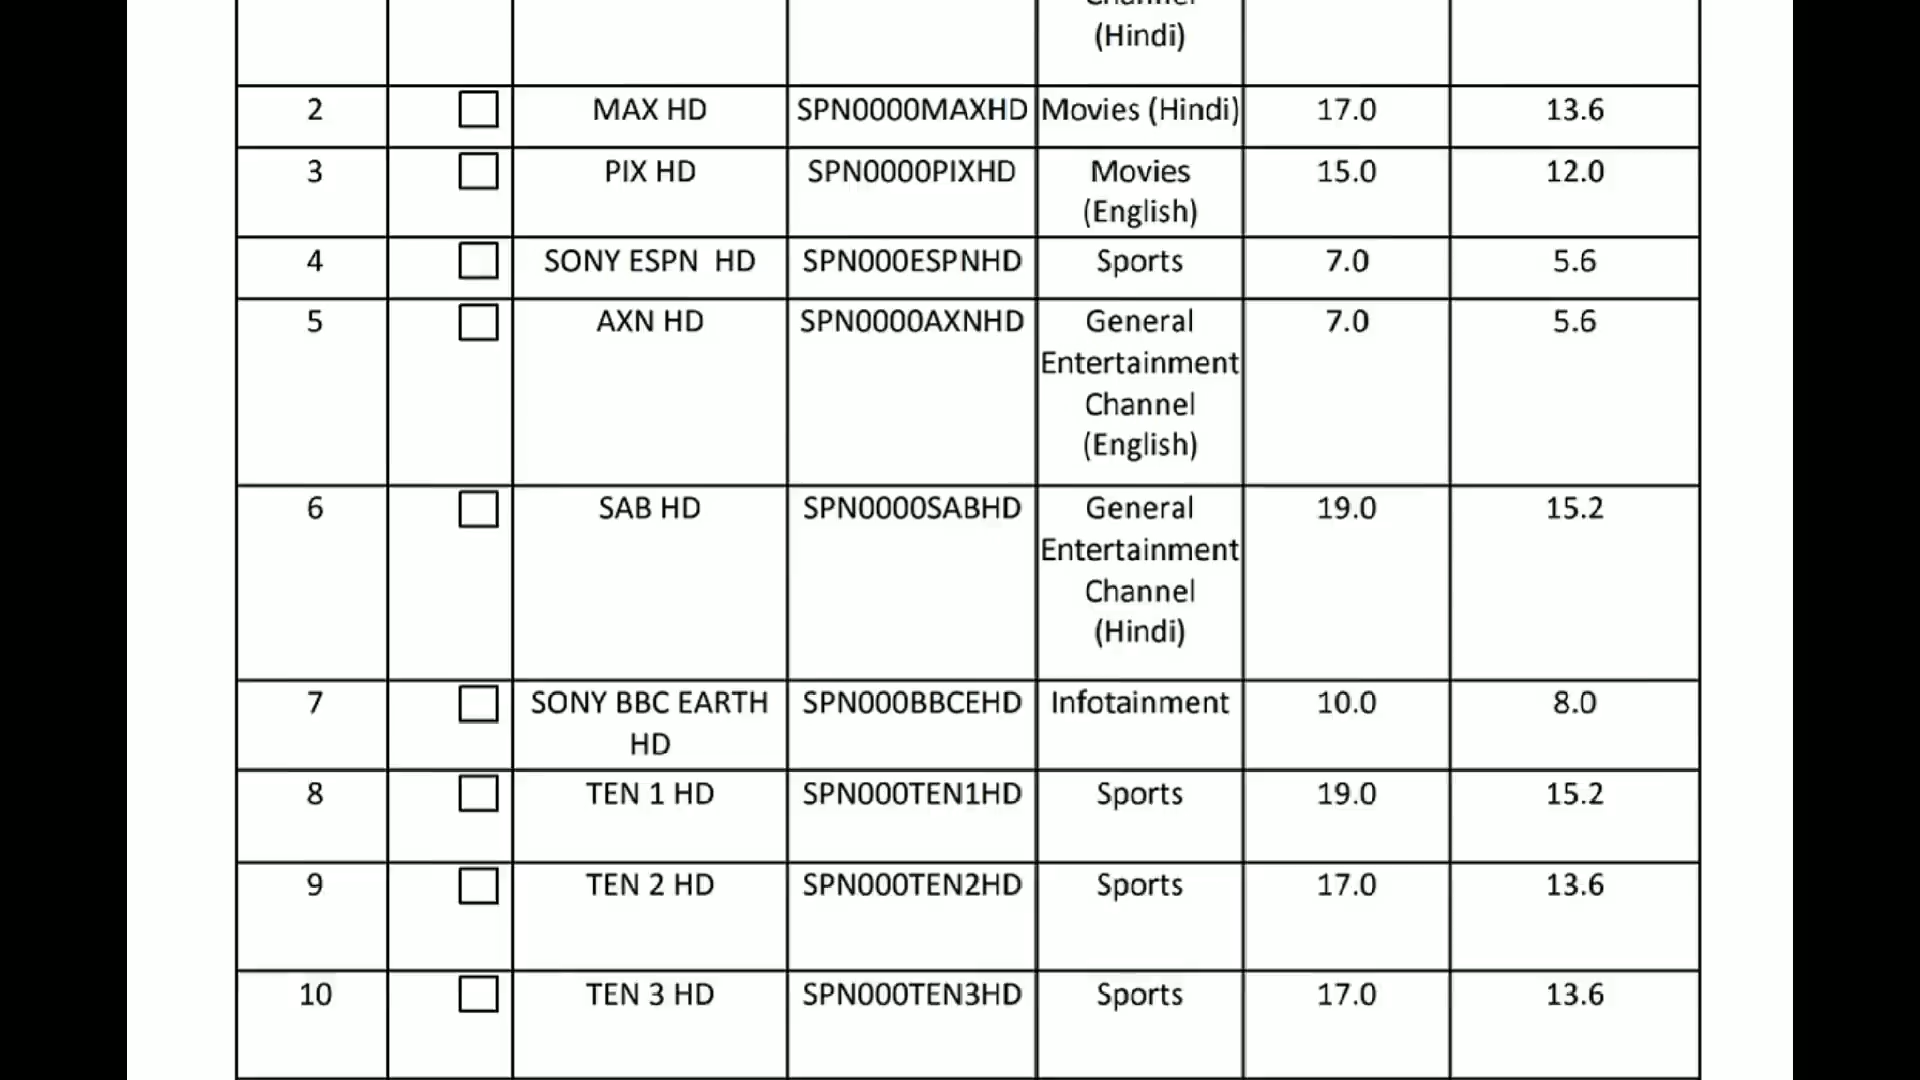 (Hindi)
2 MAX HD SPN0000MAXHD Movies (Hindi) 17.0 13.6
3 PIX HD SPN0000PIXHD Movies 15.0 12.0
(English)
4 SONY ESPN HD SPN000ESPNHD Sports 7.0 5.6
5 AXN HD SPN0000AXNHD General 7.0 5.6
Entertainment
Channel
(English)
6 SAB HD SPN0000SABHD General 19.0 15.2
Entertainment
Channel
(Hindi)
7 SONY BBC EARTH SPN000BBCEHD Infotainment 10.0 8.0
HD
8 TEN 1 HD SPN000TEN1HD Sports 19.0 15.2
9 TEN 2 HD SPN000TEN2HD Sports 17.0 13.6
10 TEN 3 HD SPN000TEN3HD Sports 17.0 13.6